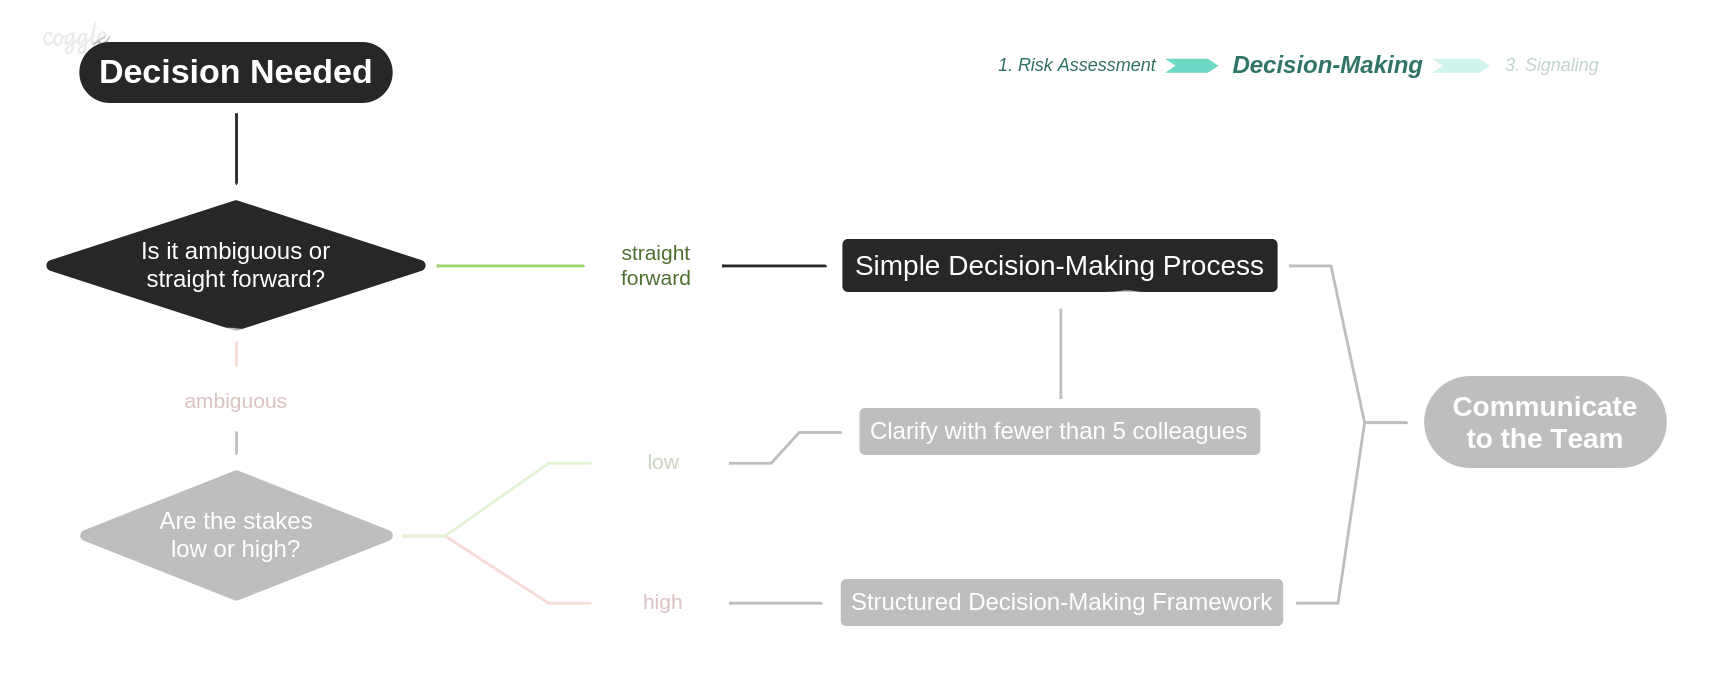 coggle
Decision Needed
1. Risk Assessment
Decision-Making
3. Signaling
Is it ambiguous or
straight forward?
straight
forward
Simple Decision-Making Process
ambiguous
Clarify with fewer than 5 colleagues
Communicate
to the Team
low
Are the stakes
low or high?
high
Structured Decision-Making Framework